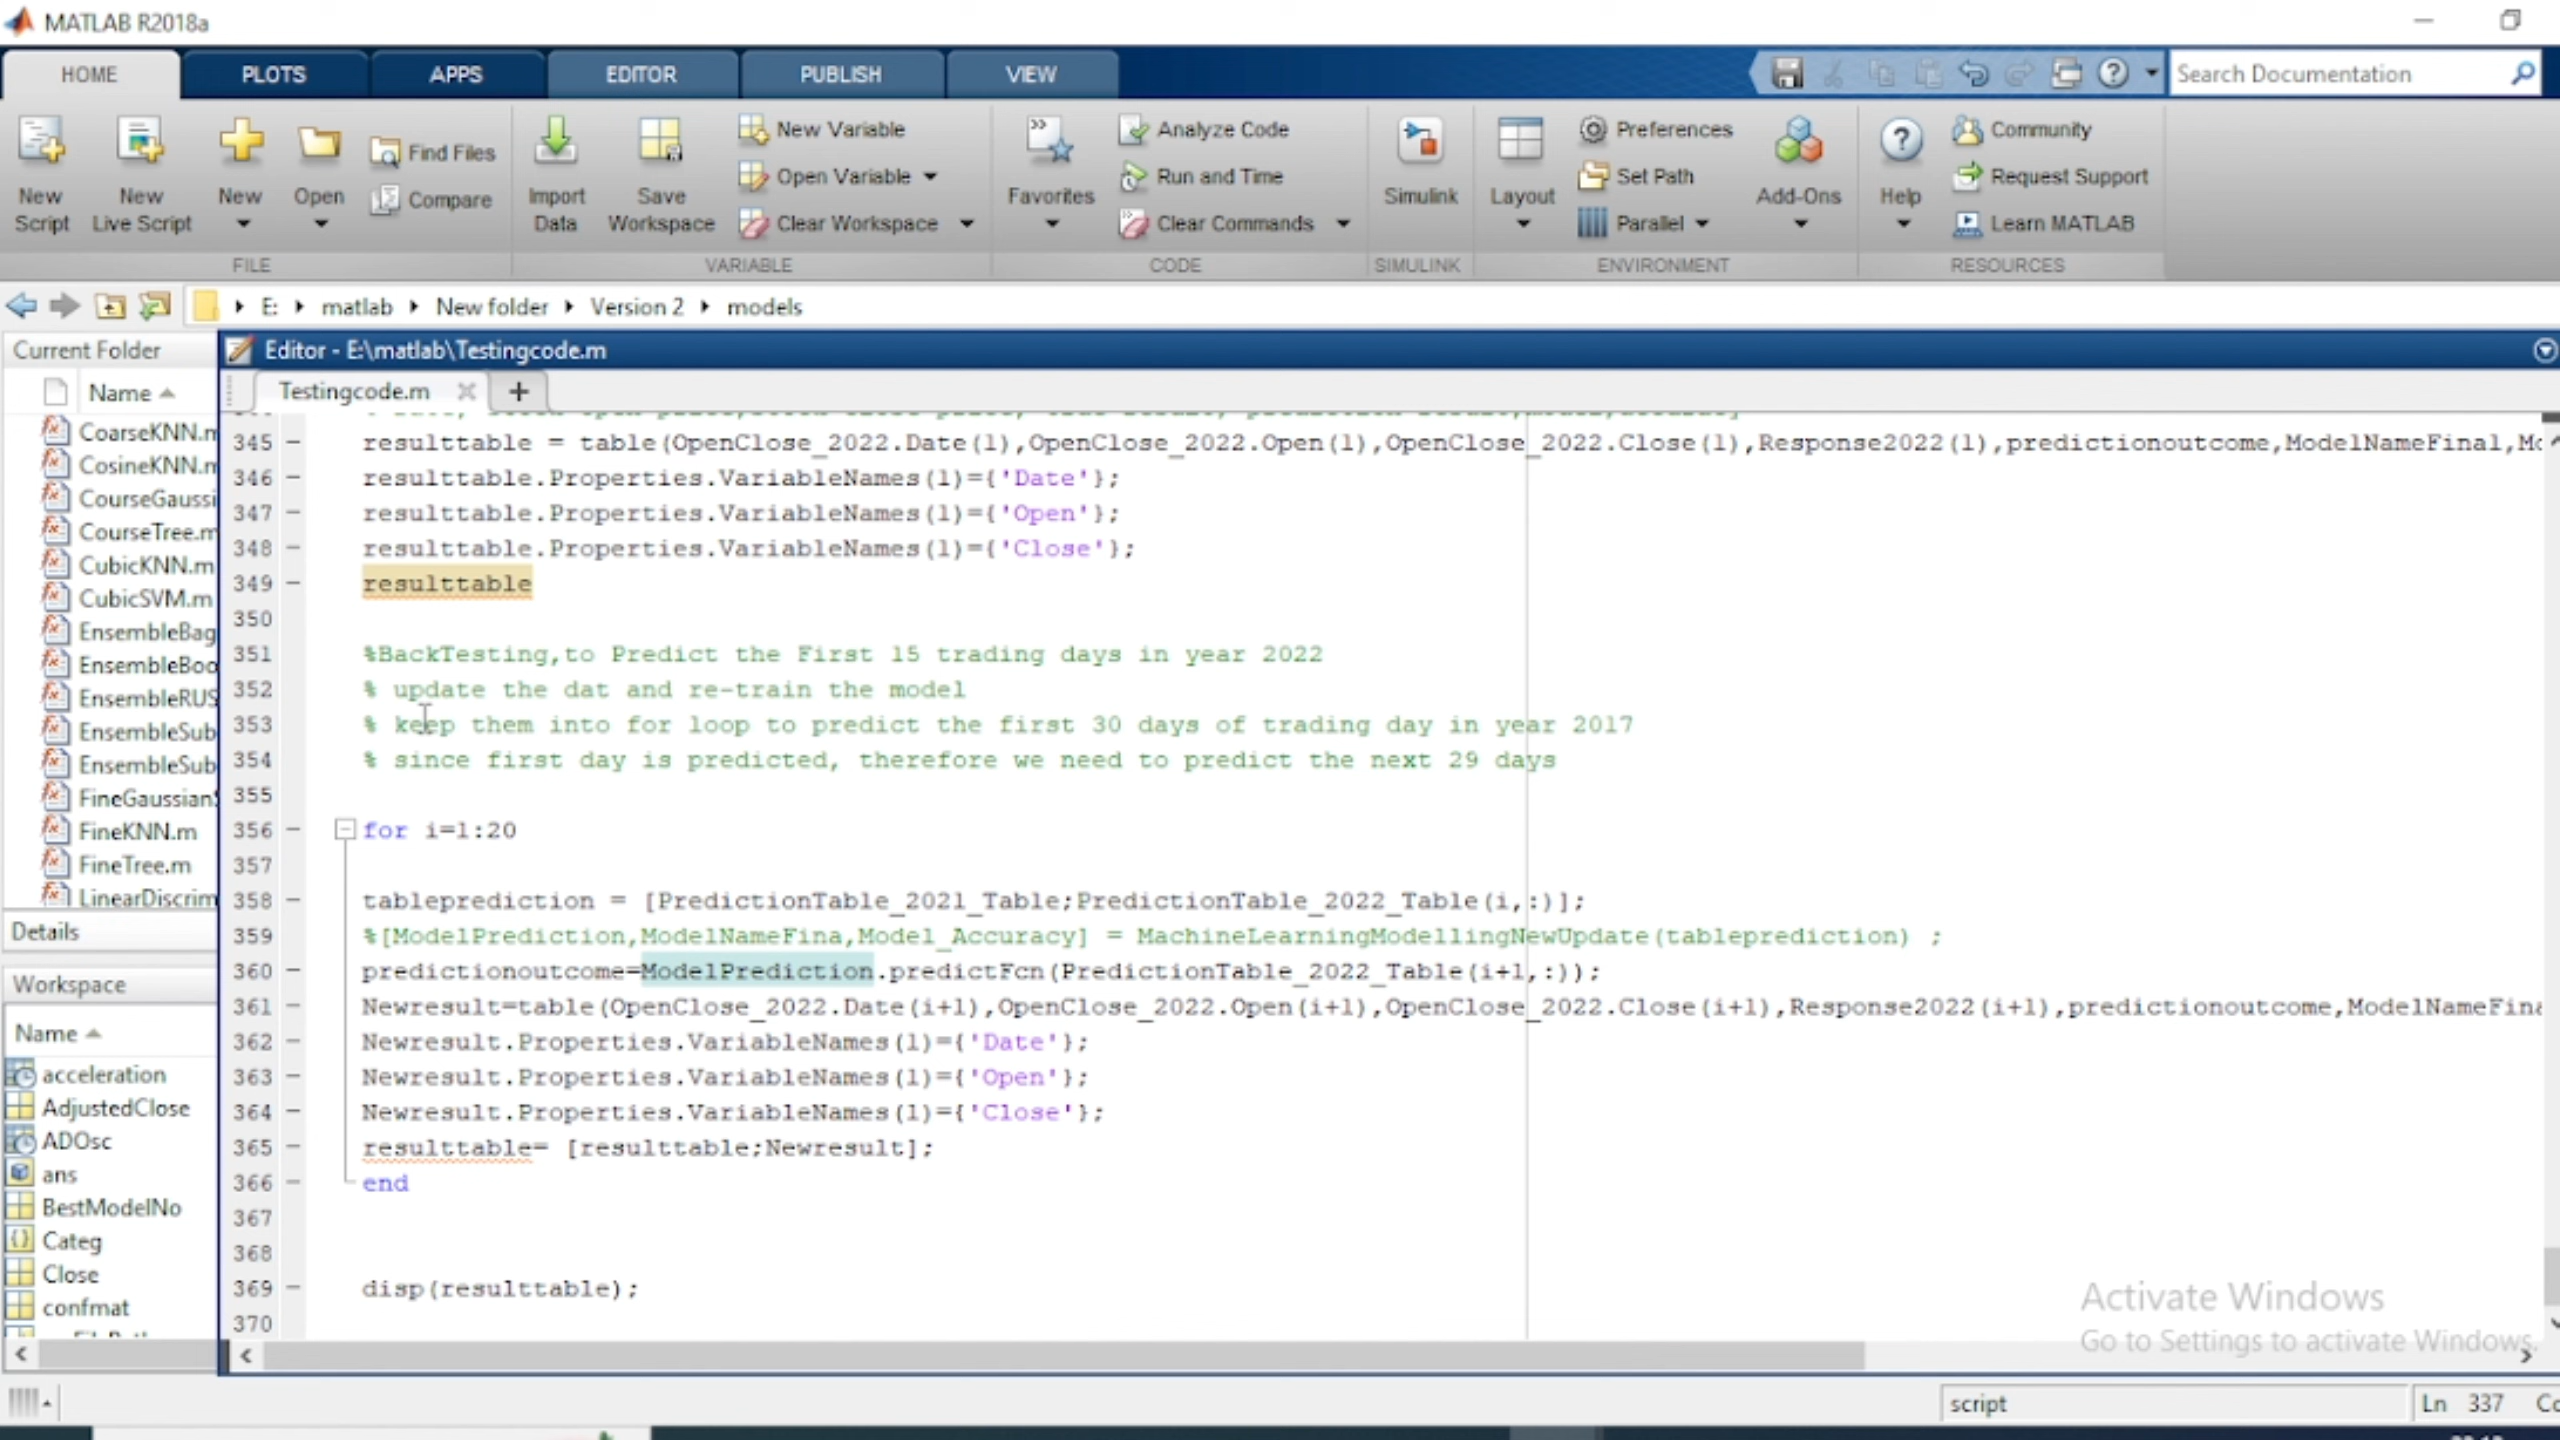 MATLAB R2018a
HOME PLOTS APPS EDITOR PUBLISH VIEW
Search Documentation
New Script
New Live Script
New
Open
Find Files
Compare
Import Data
Save Workspace
New Variable
Open Variable
Clear Workspace
Favorites
Analyze Code
Run and Time
Clear Commands
Simulink
Layout
Preferences
Set Path
Parallel
Add-Ons
Help
Community
Request Support
Learn MATLAB
FILE VARIABLE CODE SIMULINK ENVIRONMENT RESOURCES
E: matlab New folder Version 2 models
Current Folder
Name
CoarseKNN.m
CosineKNN.m
CourseGaussi
CourseTree.m
CubicKNN.m
CubicSVM.m
EnsembleBag
EnsembleBoo
EnsembleRUS
EnsembleSub
EnsembleSub
FineGaussian
FineKNN.m
FineTree.m
LinearDiscrim
Details
Workspace
Name
acceleration
AdjustedClose
ADOsc
ans
BestModelNo
Categ
Close
confmat
Editor - E:\matlab\Testingcode.m
Testingcode.m
345 resulttable = table(OpenClose_2022.Date(1),OpenClose_2022.Open(1),OpenClose_2022.Close(1),Response2022(1),predictionoutcome,ModelNameFinal,Mo
346 resulttable.Properties.VariableNames(1)={'Date'};
347 resulttable.Properties.VariableNames(1)={'Open'};
348 resulttable.Properties.VariableNames(1)={'Close'};
349 resulttable
350
351 %BackTesting,to Predict the First 15 trading days in year 2022
352 % update the dat and re-train the model
353 % keep them into for loop to predict the first 30 days of trading day in year 2017
354 % since first day is predicted, therefore we need to predict the next 29 days
355
356 for i=1:20
357
358 tableprediction = [PredictionTable_2021_Table;PredictionTable_2022_Table(i,:)];
359 %[ModelPrediction,ModelNameFina,Model_Accuracy] = MachineLearningModellingNewUpdate(tableprediction) ;
360 predictionoutcome=ModelPrediction.predictFcn(PredictionTable_2022_Table(i+1,:));
361 Newresult=table(OpenClose_2022.Date(i+1),OpenClose_2022.Open(i+1),OpenClose_2022.Close(i+1),Response2022(i+1),predictionoutcome,ModelNameFina
362 Newresult.Properties.VariableNames(1)={'Date'};
363 Newresult.Properties.VariableNames(1)={'Open'};
364 Newresult.Properties.VariableNames(1)={'Close'};
365 resulttable= [resulttable;Newresult];
366 end
367
368
369 disp(resulttable);
370
Activate Windows
Go to Settings to activate Windows.
script
Ln 337 Co